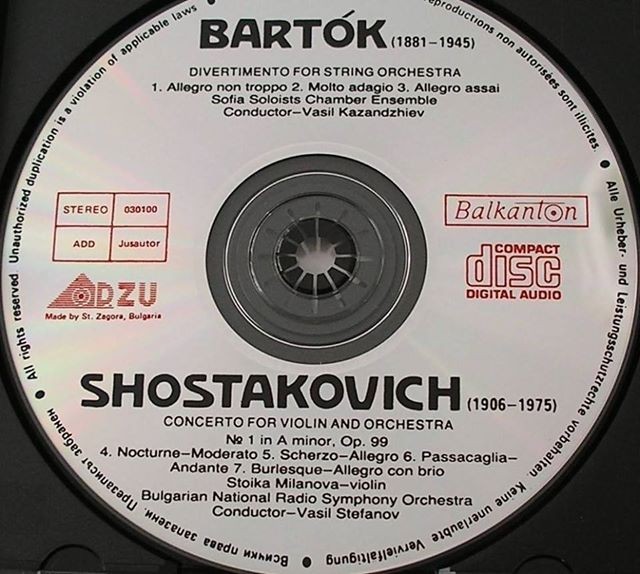 BARTÓK (1881-1945)
DIVERTIMENTO FOR STRING ORCHESTRA
1. Allegro non troppo 2. Molto adagio 3. Allegro assai
Sofia Soloists Chamber Ensemble
Conductor-Vasil Kazandzhiev
STEREO 030100
ADD Jusautor
DZU
Made by St. Zagora, Bulgaria
Balkanton
COMPACT
disc
DIGITAL AUDIO
SHOSTAKOVICH (1906-1975)
CONCERTO FOR VIOLIN AND ORCHESTRA
№ 1 in A minor, Op. 99
4. Nocturne-Moderato 5. Scherzo-Allegro 6. Passacaglia-
Andante 7. Burlesque-Allegro con brio
Stoika Milanova-violin
Bulgarian National Radio Symphony Orchestra
Conductor-Vasil Stefanov
All rights reserved. Unauthorized duplication is a violation of applicable laws
reproductions non autorisées sont illicites.
Alle Urheber- und Leistungsschutzrechte vorbehalten. Keine unerlaubte Vervielfältigung
Всички права запазени. Презаписът забранен